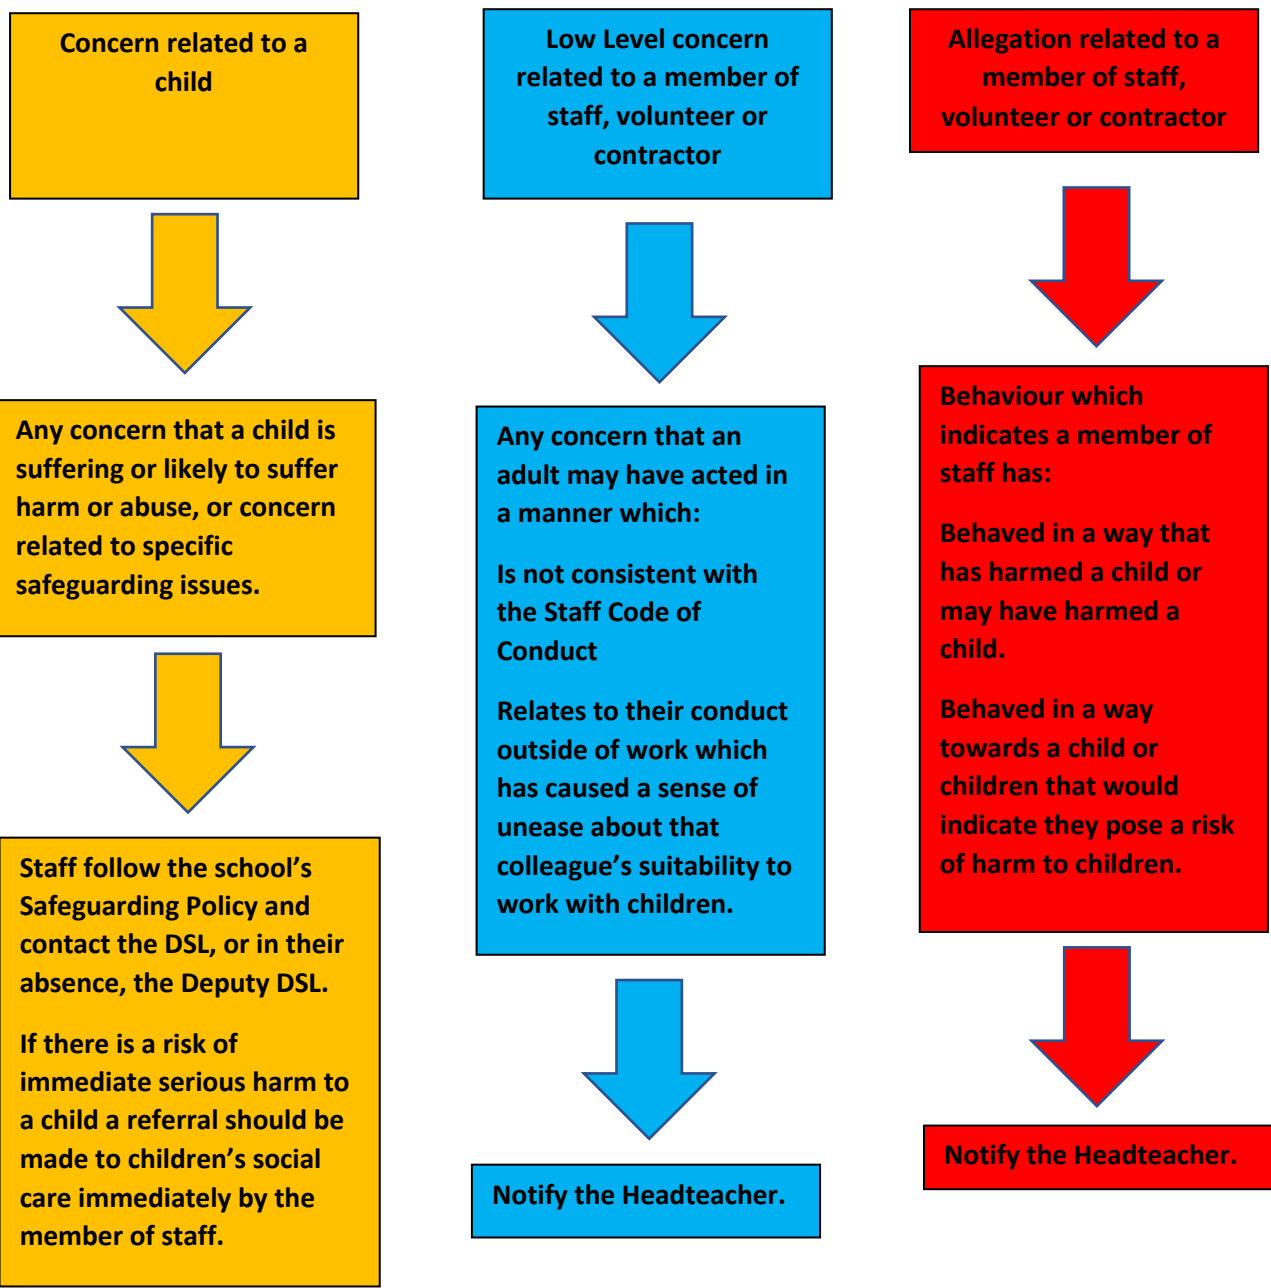 Concern related to a
child
Any concern that a child is
suffering or likely to suffer
harm or abuse, or concern
related to specific
safeguarding issues.
Staff follow the school’s
Safeguarding Policy and
contact the DSL, or in their
absence, the Deputy DSL.
If there is a risk of
immediate serious harm to
a child a referral should be
made to children’s social
care immediately by the
member of staff.
Low Level concern
related to a member of
staff, volunteer or
contractor
Any concern that an
adult may have acted in
a manner which:
Is not consistent with
the Staff Code of
Conduct
Relates to their conduct
outside of work which
has caused a sense of
unease about that
colleague’s suitability to
work with children.
Notify the Headteacher.
Allegation related to a
member of staff,
volunteer or contractor
Behaviour which
indicates a member of
staff has:
Behaved in a way that
has harmed a child or
may have harmed a
child.
Behaved in a way
towards a child or
children that would
indicate they pose a risk
of harm to children.
Notify the Headteacher.